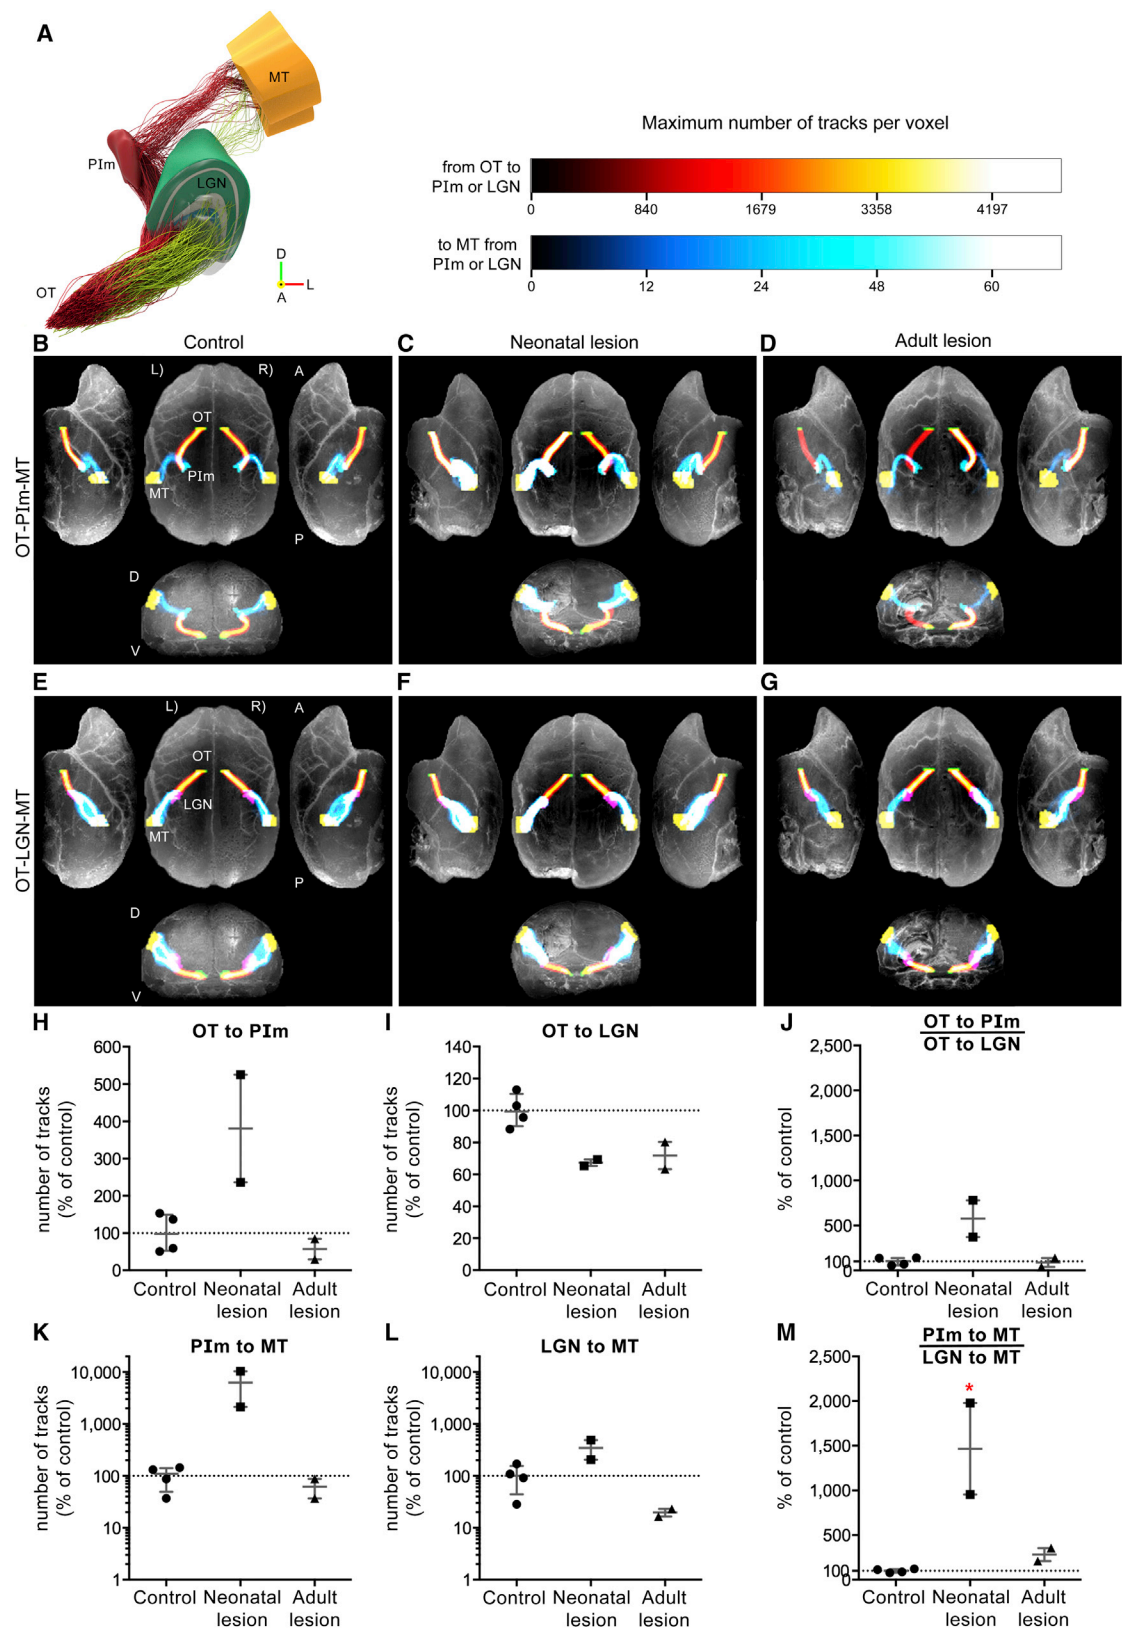 A
MT
PIm
LGN
OT
D
L
A
Maximum number of tracks per voxel
from OT to
PIm or LGN
0 840 1679 3358 4197
to MT from
PIm or LGN
0 12 24 48 60
B Control C Neonatal lesion D Adult lesion
OT-PIm-MT
L) R) A
OT
PIm
MT
P
D
V
E F G
OT-LGN-MT
L) R) A
OT
LGN
MT
P
D
V
H OT to PIm
number of tracks
(% of control)
600
500
400
300
200
100
0
Control Neonatal lesion Adult lesion
I OT to LGN
number of tracks
(% of control)
140
120
100
80
60
40
20
0
Control Neonatal lesion Adult lesion
J OT to PIm
OT to LGN
% of control
2,500
2,000
1,500
1,000
500
100
0
Control Neonatal lesion Adult lesion
K PIm to MT
number of tracks
(% of control)
10,000
1,000
100
10
1
Control Neonatal lesion Adult lesion
L LGN to MT
number of tracks
(% of control)
10,000
1,000
100
10
1
Control Neonatal lesion Adult lesion
M PIm to MT
LGN to MT
% of control
2,500
2,000
1,500
1,000
500
100
0
*
Control Neonatal lesion Adult lesion